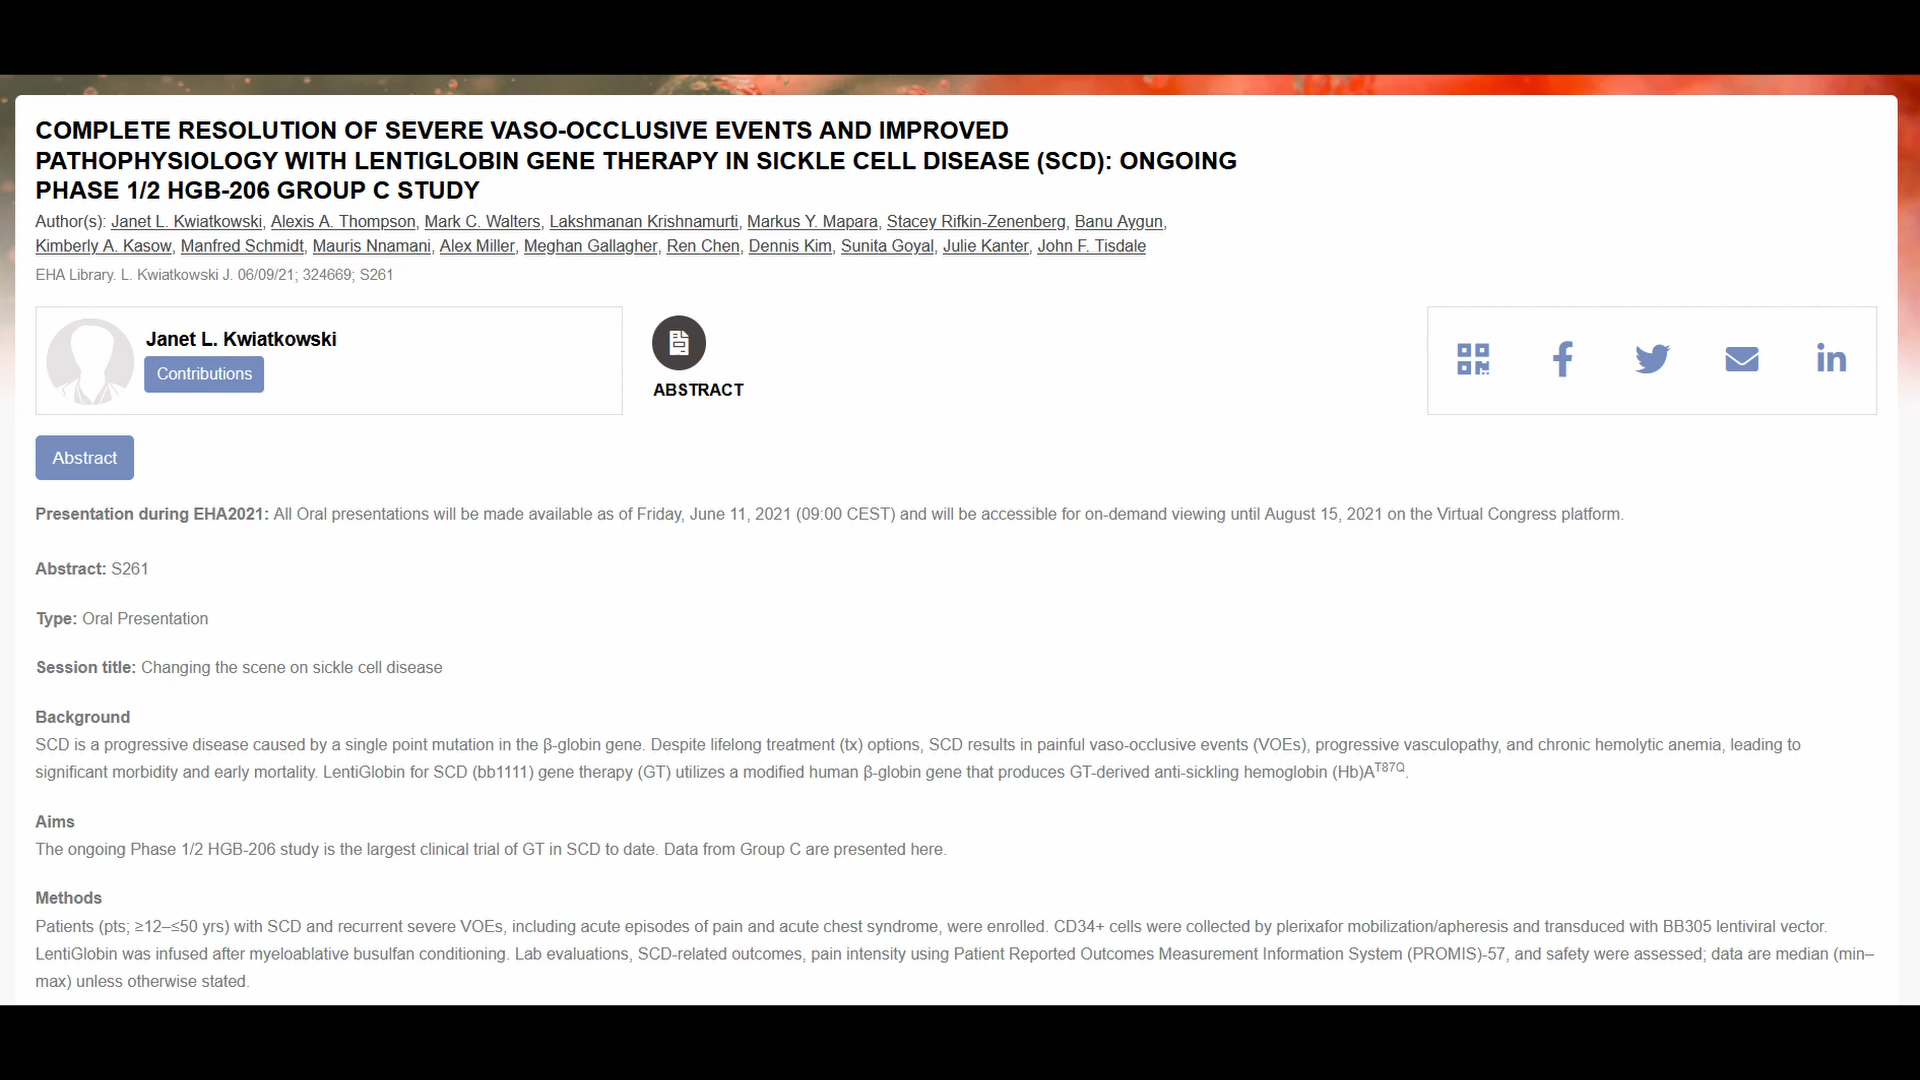 COMPLETE RESOLUTION OF SEVERE VASO-OCCLUSIVE EVENTS AND IMPROVED
PATHOPHYSIOLOGY WITH LENTIGLOBIN GENE THERAPY IN SICKLE CELL DISEASE (SCD): ONGOING
PHASE 1/2 HGB-206 GROUP C STUDY
Author(s): Janet L. Kwiatkowski, Alexis A. Thompson, Mark C. Walters, Lakshmanan Krishnamurti, Markus Y. Mapara, Stacey Rifkin-Zenenberg, Banu Aygun,
Kimberly A. Kasow, Manfred Schmidt, Mauris Nnamani, Alex Miller, Meghan Gallagher, Ren Chen, Dennis Kim, Sunita Goyal, Julie Kanter, John F. Tisdale
EHA Library. L. Kwiatkowski J. 06/09/21; 324669; S261
Janet L. Kwiatkowski
Contributions
ABSTRACT
Abstract
Presentation during EHA2021: All Oral presentations will be made available as of Friday, June 11, 2021 (09:00 CEST) and will be accessible for on-demand viewing until August 15, 2021 on the Virtual Congress platform.
Abstract: S261
Type: Oral Presentation
Session title: Changing the scene on sickle cell disease
Background
SCD is a progressive disease caused by a single point mutation in the β-globin gene. Despite lifelong treatment (tx) options, SCD results in painful vaso-occlusive events (VOEs), progressive vasculopathy, and chronic hemolytic anemia, leading to
significant morbidity and early mortality. LentiGlobin for SCD (bb1111) gene therapy (GT) utilizes a modified human β-globin gene that produces GT-derived anti-sickling hemoglobin (Hb)A^T87Q.
Aims
The ongoing Phase 1/2 HGB-206 study is the largest clinical trial of GT in SCD to date. Data from Group C are presented here.
Methods
Patients (pts; ≥12–≤50 yrs) with SCD and recurrent severe VOEs, including acute episodes of pain and acute chest syndrome, were enrolled. CD34+ cells were collected by plerixafor mobilization/apheresis and transduced with BB305 lentiviral vector.
LentiGlobin was infused after myeloablative busulfan conditioning. Lab evaluations, SCD-related outcomes, pain intensity using Patient Reported Outcomes Measurement Information System (PROMIS)-57, and safety were assessed; data are median (min–
max) unless otherwise stated.